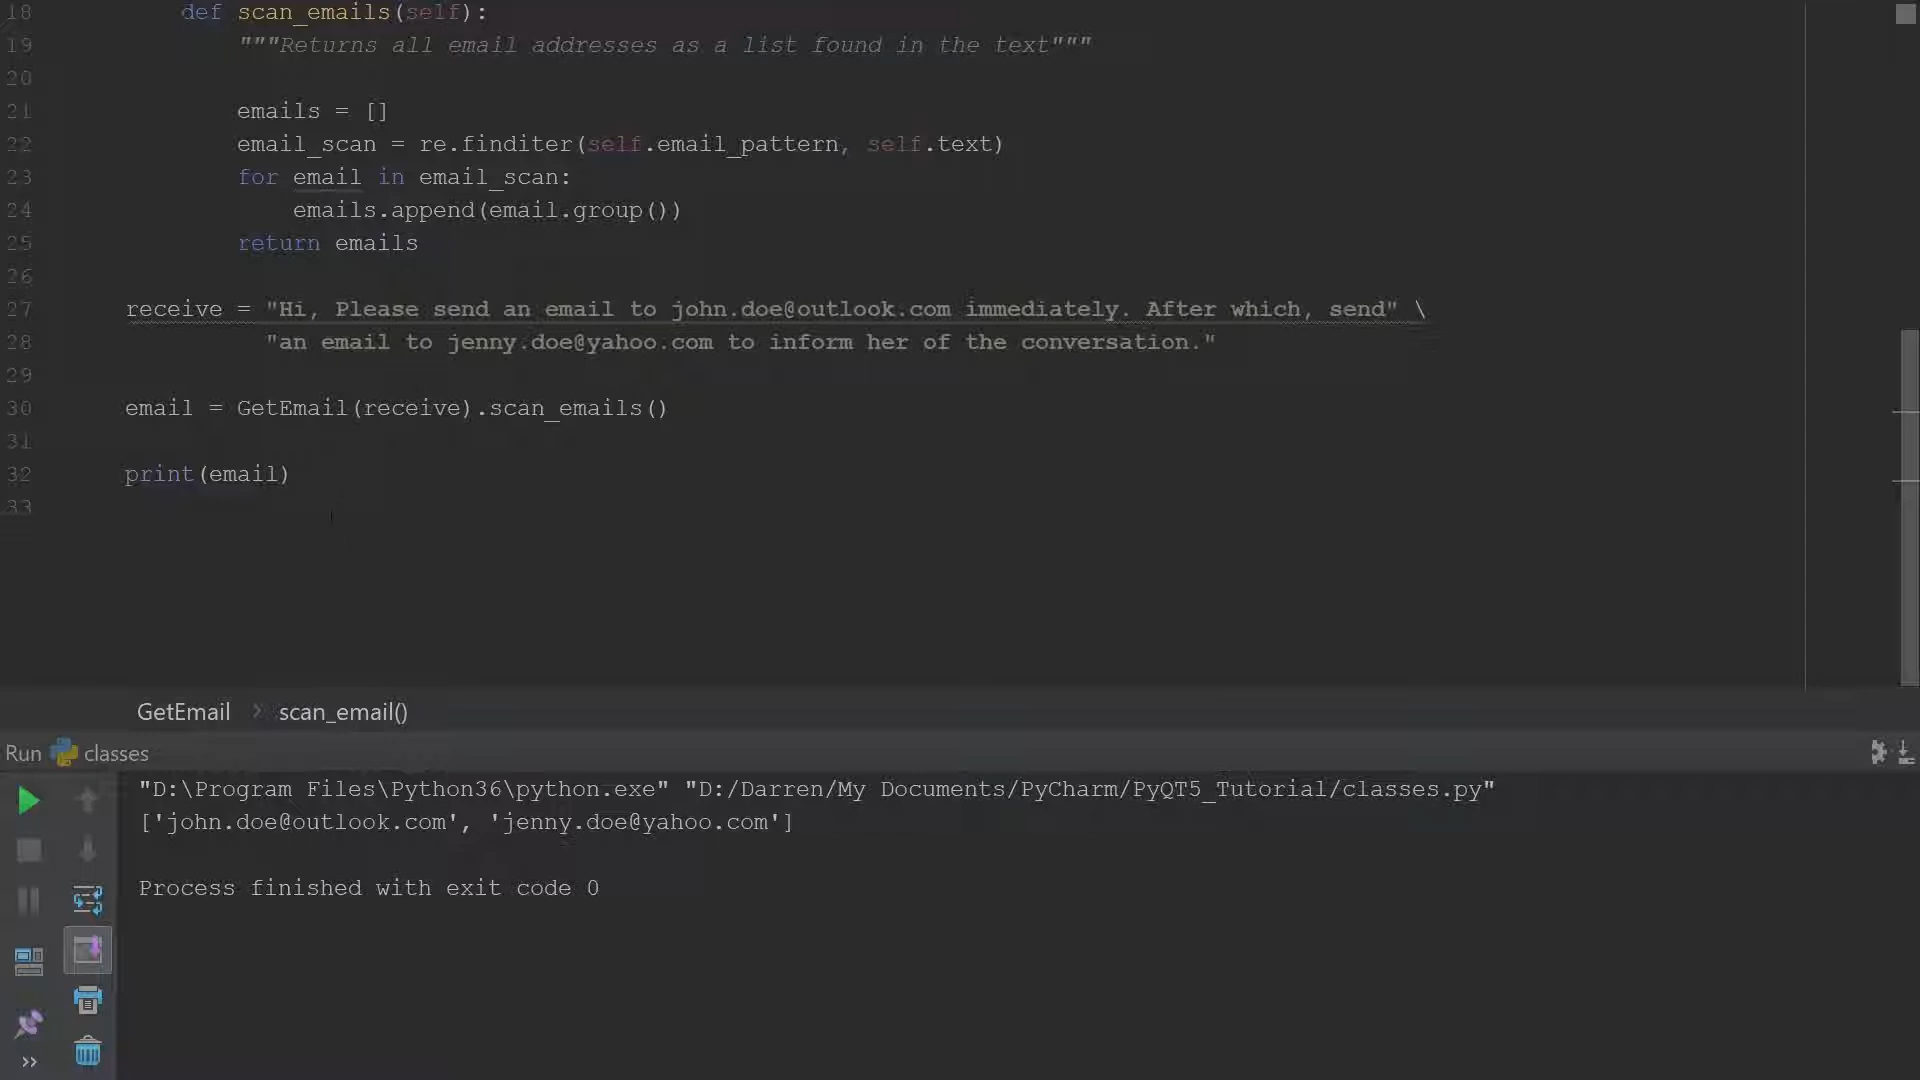 18 def scan_emails(self):
19 """Returns all email addresses as a list found in the text"""
20
21 emails = []
22 email_scan = re.finditer(self.email_pattern, self.text)
23 for email in email_scan:
24 emails.append(email.group())
25 return emails
26
27 receive = "Hi, Please send an email to john.doe@outlook.com immediately. After which, send" \
28 "an email to jenny.doe@yahoo.com to inform her of the conversation."
29
30 email = GetEmail(receive).scan_emails()
31
32 print(email)
33
GetEmail > scan_email()
Run classes
"D:\Program Files\Python36\python.exe" "D:/Darren/My Documents/PyCharm/PyQT5_Tutorial/classes.py"
['john.doe@outlook.com', 'jenny.doe@yahoo.com']
Process finished with exit code 0